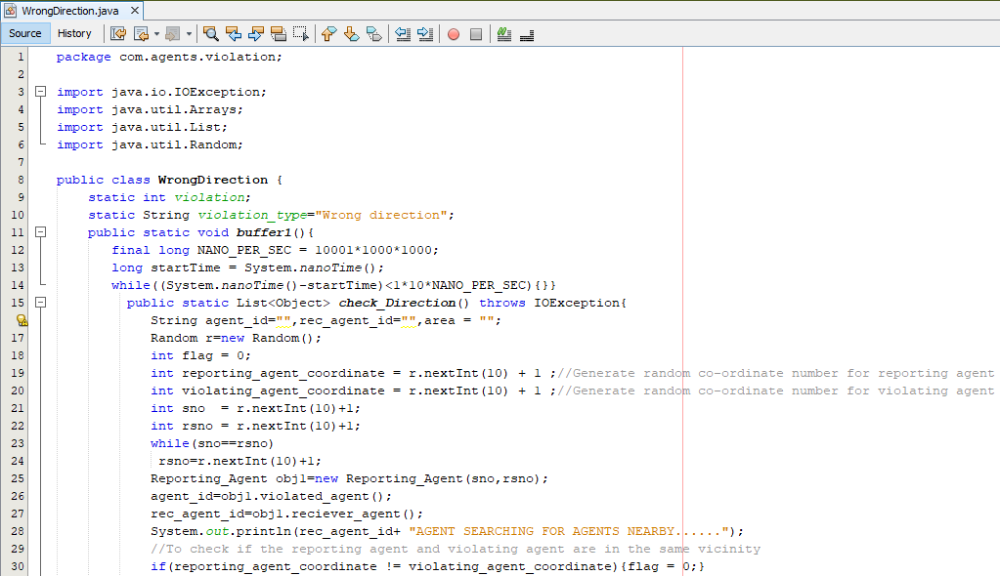 WrongDirection.java
Source History
1 package com.agents.violation;
2
3 import java.io.IOException;
4 import java.util.Arrays;
5 import java.util.List;
6 import java.util.Random;
7
8 public class WrongDirection {
9 static int violation;
10 static String violation_type="Wrong direction";
11 public static void buffer1(){
12 final long NANO_PER_SEC = 1000l*1000*1000;
13 long startTime = System.nanoTime();
14 while((System.nanoTime()-startTime)<1*10*NANO_PER_SEC){}}
15 public static List<Object> check_Direction() throws IOException{
String agent_id="",rec_agent_id="",area = "";
17 Random r=new Random();
18 int flag = 0;
19 int reporting_agent_coordinate = r.nextInt(10) + 1 ;//Generate random co-ordinate number for reporting agent
20 int violating_agent_coordinate = r.nextInt(10) + 1 ;//Generate random co-ordinate number for violating agent
21 int sno = r.nextInt(10)+1;
22 int rsno = r.nextInt(10)+1;
23 while(sno==rsno)
24 rsno=r.nextInt(10)+1;
25 Reporting_Agent obj1=new Reporting_Agent(sno,rsno);
26 agent_id=obj1.violated_agent();
27 rec_agent_id=obj1.reciever_agent();
28 System.out.println(rec_agent_id+ "AGENT SEARCHING FOR AGENTS NEARBY......");
29 //To check if the reporting agent and violating agent are in the same vicinity
30 if(reporting_agent_coordinate != violating_agent_coordinate){flag = 0;}